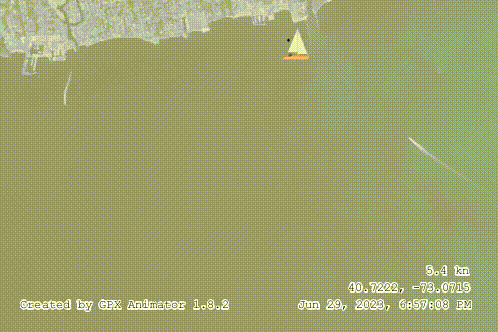 5.4 kn
40.7222, -73.0715
Created by GPX Animator 1.8.2
Jun 29, 2023, 6:57:08 PM